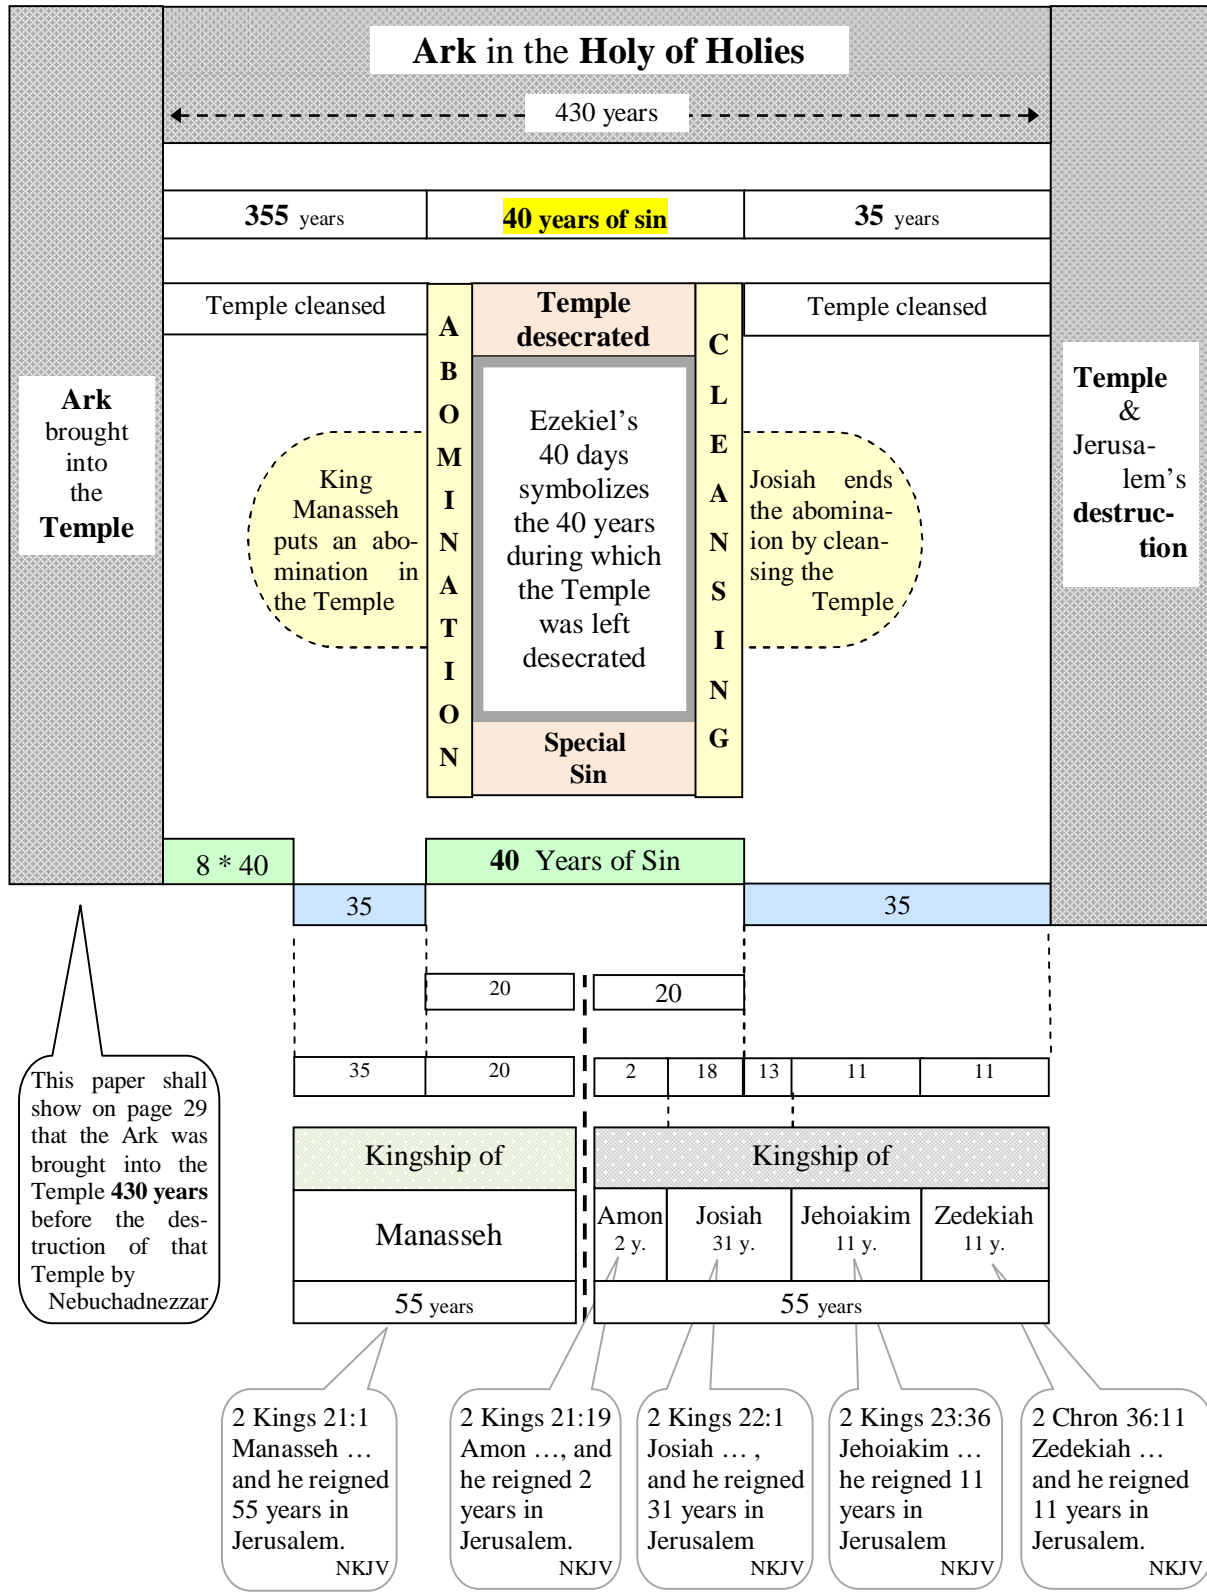 Ark in the Holy of Holies
430 years
355 years
40 years of sin
35 years
Temple cleansed
Temple
desecrated
Temple cleansed
ABOMINATION
CLEANSING
Ark
brought
into
the
Temple
King
Manasseh
puts an abo-
mination in
the Temple
Ezekiel’s
40 days
symbolizes
the 40 years
during which
the Temple
was left
desecrated
Josiah ends
the abomina-
ion by clean-
sing the
Temple
Temple
&
Jerusa-
lem’s
destruc-
tion
Special
Sin
8 * 40
40 Years of Sin
35
35
20
20
35
20
2
18
13
11
11
This paper shall
show on page 29
that the Ark was
brought into the
Temple 430 years
before the des-
truction of that
Temple by
Nebuchadnezzar
Kingship of
Manasseh
55 years
Kingship of
Amon
2 y.
Josiah
31 y.
Jehoiakim
11 y.
Zedekiah
11 y.
55 years
2 Kings 21:1
Manasseh …
and he reigned
55 years in
Jerusalem.
NKJV
2 Kings 21:19
Amon …, and
he reigned 2
years in
Jerusalem.
NKJV
2 Kings 22:1
Josiah … ,
and he reigned
31 years in
Jerusalem
NKJV
2 Kings 23:36
Jehoiakim …
he reigned 11
years in
Jerusalem
NKJV
2 Chron 36:11
Zedekiah …
and he reigned
11 years in
Jerusalem.
NKJV